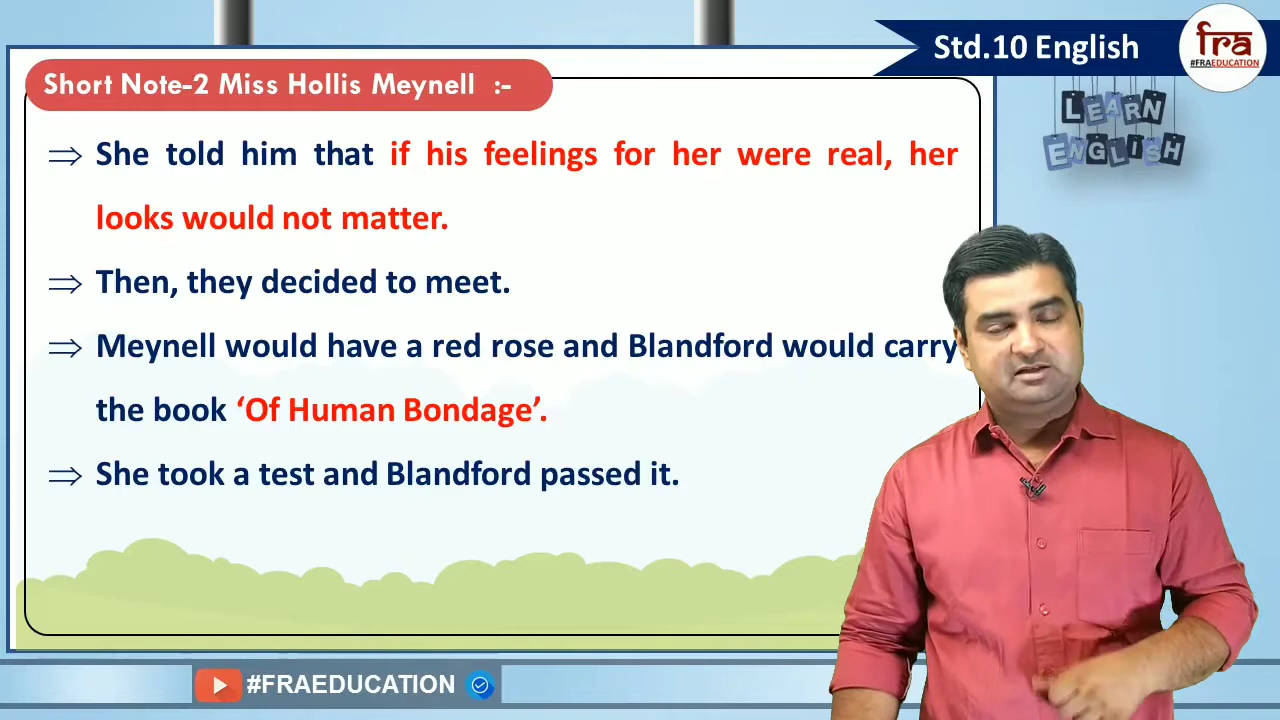 Std.10 English
fra
#FRAEDUCATION
Short Note-2 Miss Hollis Meynell :-
LEARN
ENGLISH
⇒ She told him that if his feelings for her were real, her
looks would not matter.
⇒ Then, they decided to meet.
⇒ Meynell would have a red rose and Blandford would carry
the book ‘Of Human Bondage’.
⇒ She took a test and Blandford passed it.
#FRAEDUCATION